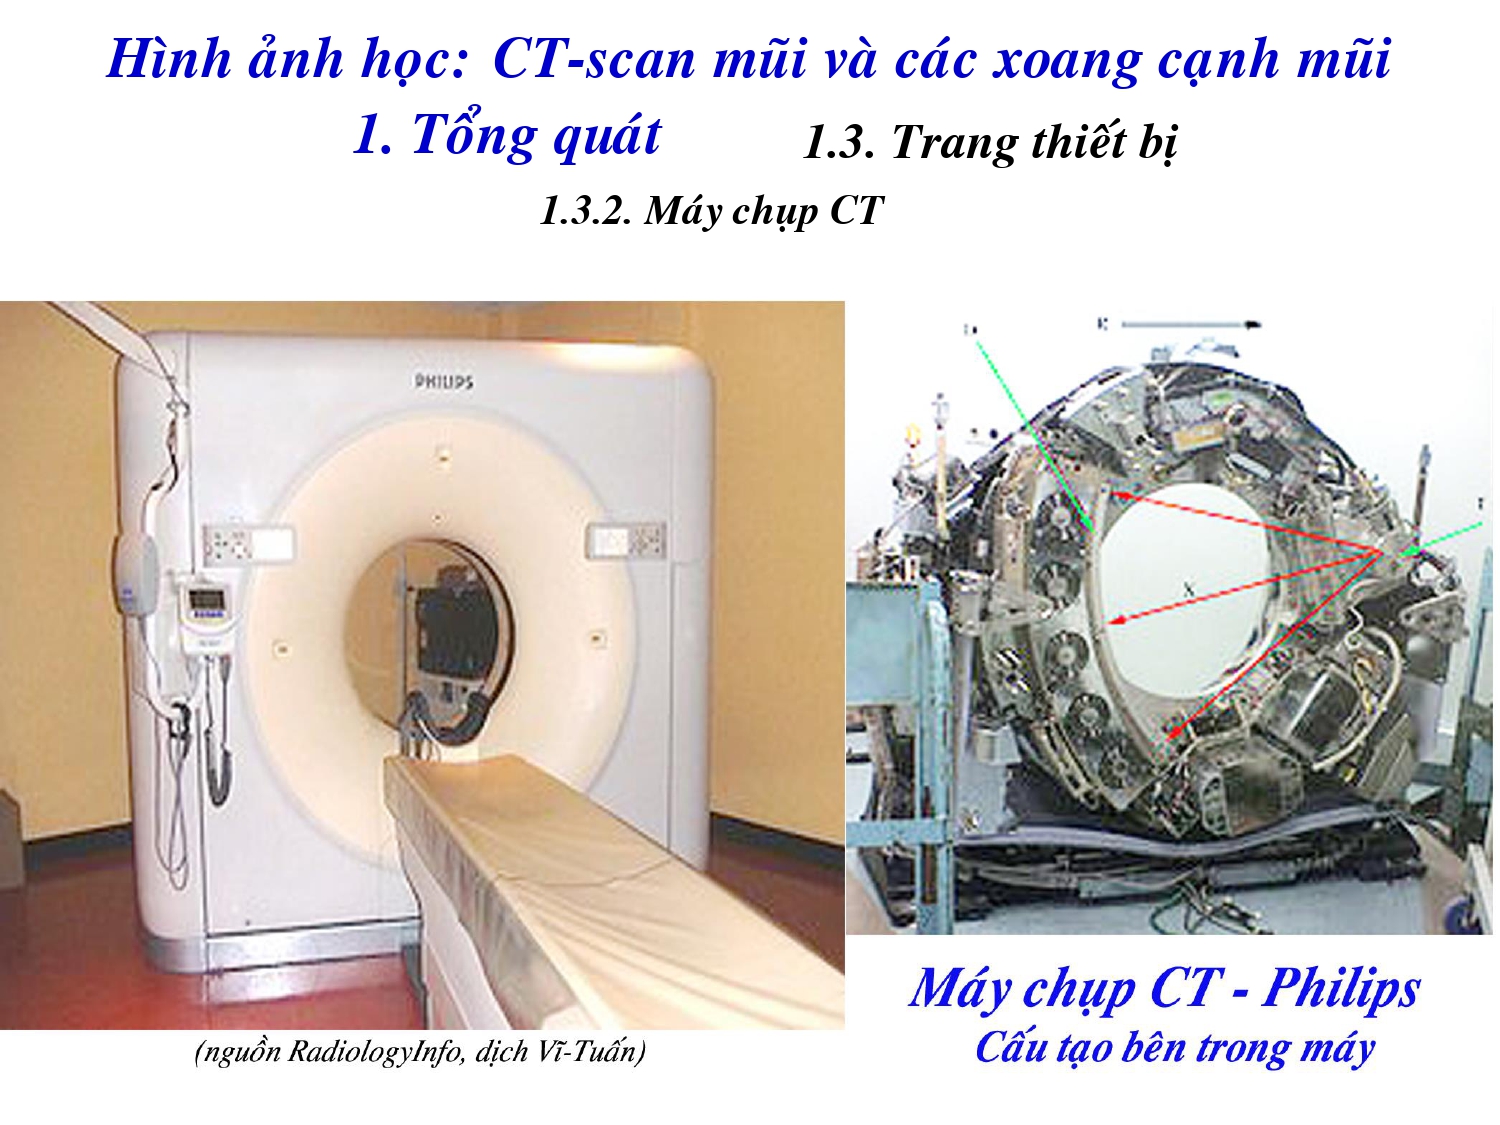 Hình ảnh học: CT-scan mũi và các xoang cạnh mũi
1. Tổng quát
1.3. Trang thiết bị
1.3.2. Máy chụp CT
PHILIPS
X
Máy chụp CT - Philips
Cấu tạo bên trong máy
(nguồn RadiologyInfo, dịch Vĩ-Tuấn)